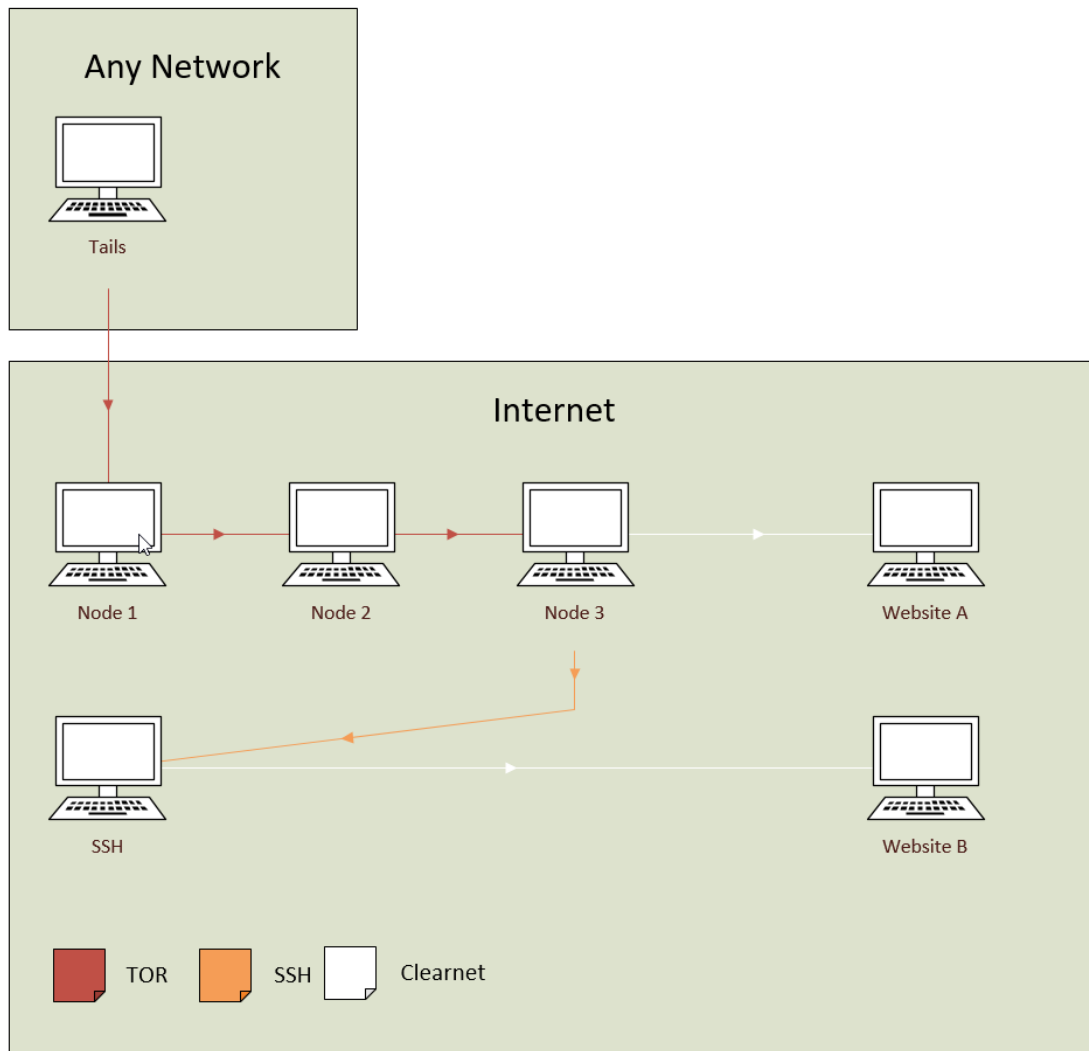 Any Network
Tails
Internet
Node 1
Node 2
Node 3
Website A
SSH
Website B
TOR
SSH
Clearnet